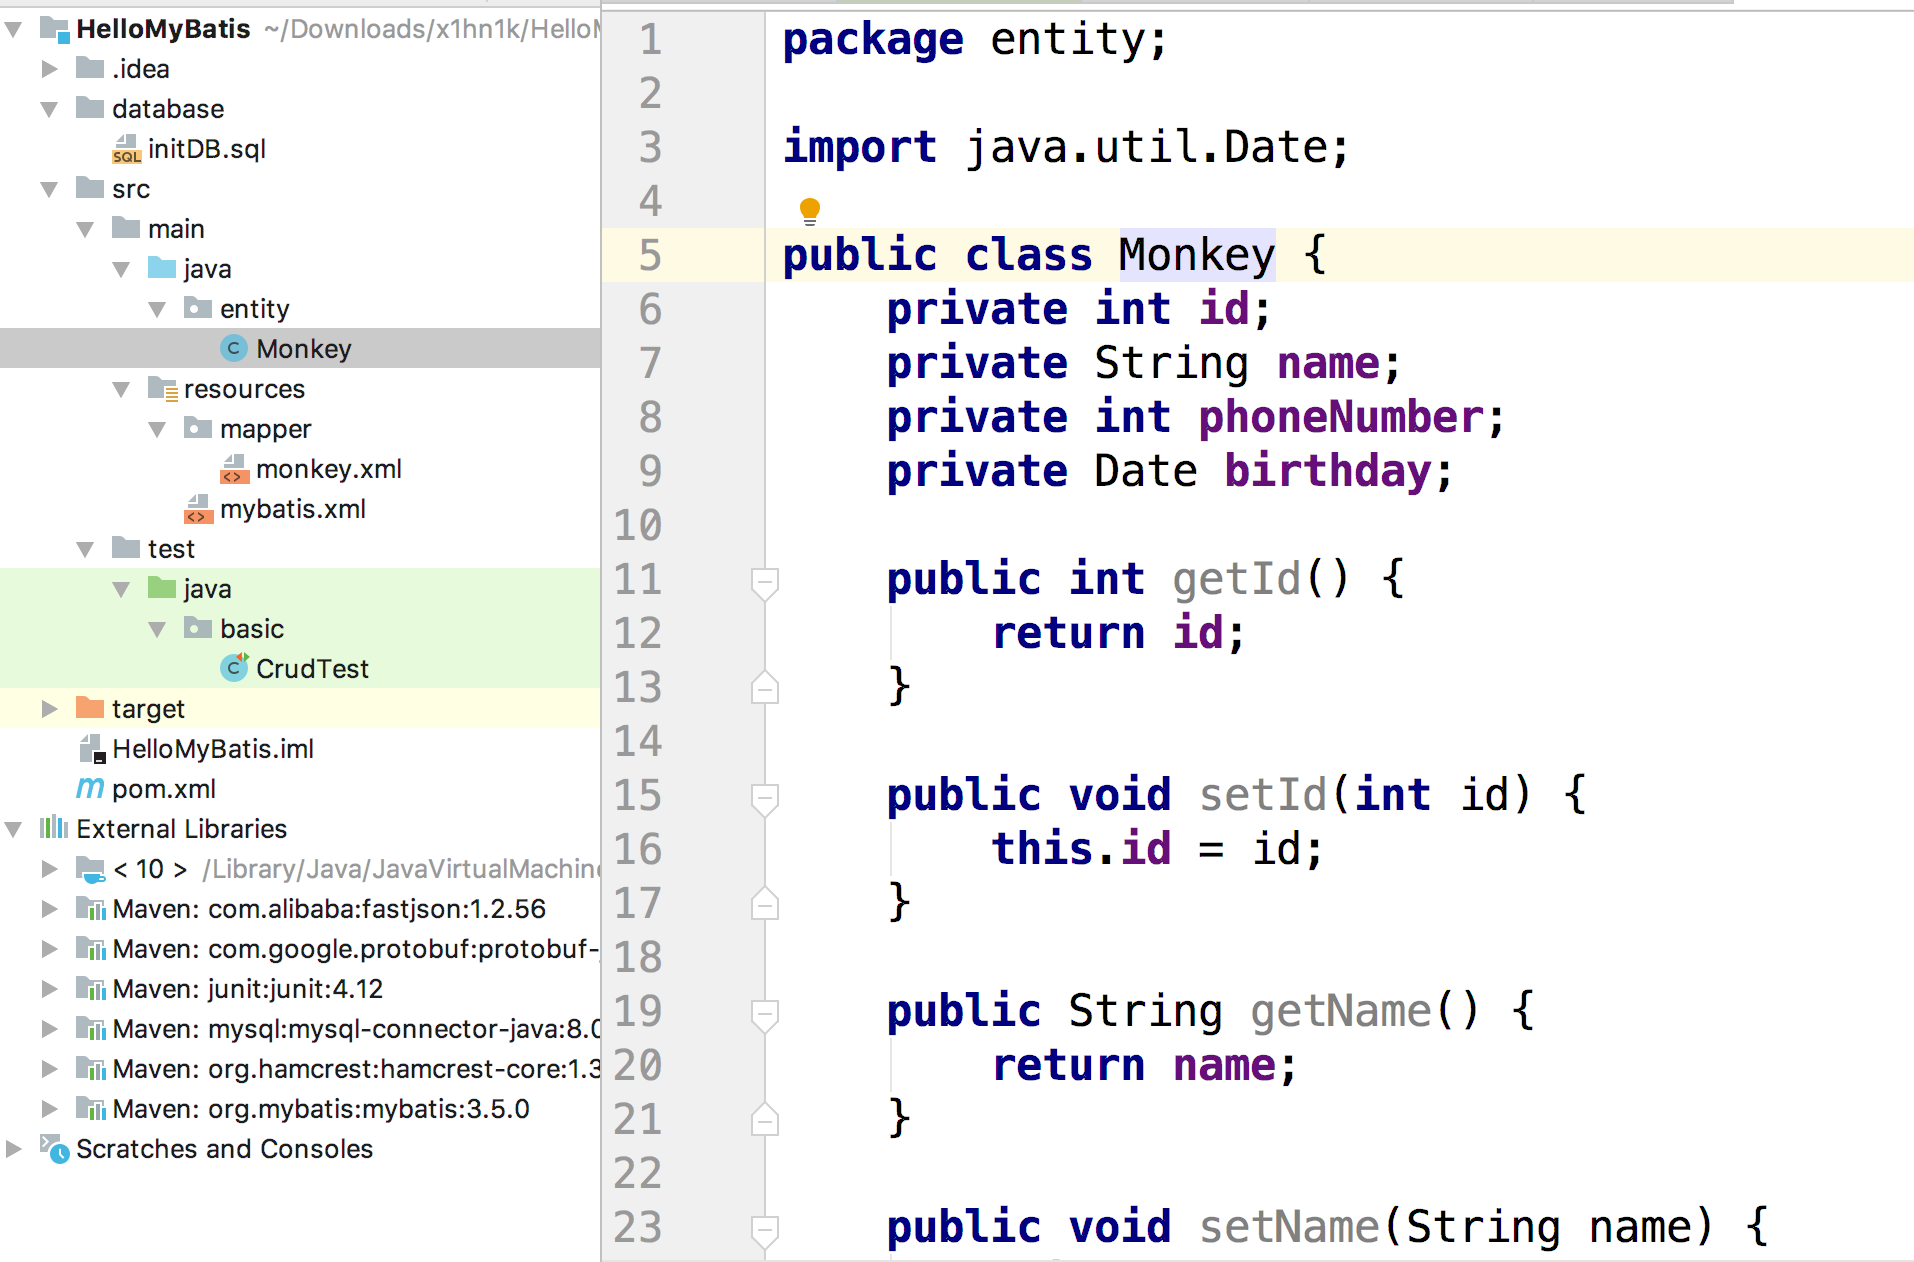 HelloMyBatis ~/Downloads/x1hn1k/Hello
.idea
database
initDB.sql
src
main
java
entity
Monkey
resources
mapper
monkey.xml
mybatis.xml
test
java
basic
CrudTest
target
HelloMyBatis.iml
pom.xml
External Libraries
< 10 > /Library/Java/JavaVirtualMachine
Maven: com.alibaba:fastjson:1.2.56
Maven: com.google.protobuf:protobuf-
Maven: junit:junit:4.12
Maven: mysql:mysql-connector-java:8.0
Maven: org.hamcrest:hamcrest-core:1.3
Maven: org.mybatis:mybatis:3.5.0
Scratches and Consoles
1 package entity;
2
3 import java.util.Date;
4
5 public class Monkey {
6 private int id;
7 private String name;
8 private int phoneNumber;
9 private Date birthday;
10
11 public int getId() {
12 return id;
13 }
14
15 public void setId(int id) {
16 this.id = id;
17 }
18
19 public String getName() {
20 return name;
21 }
22
23 public void setName(String name) {